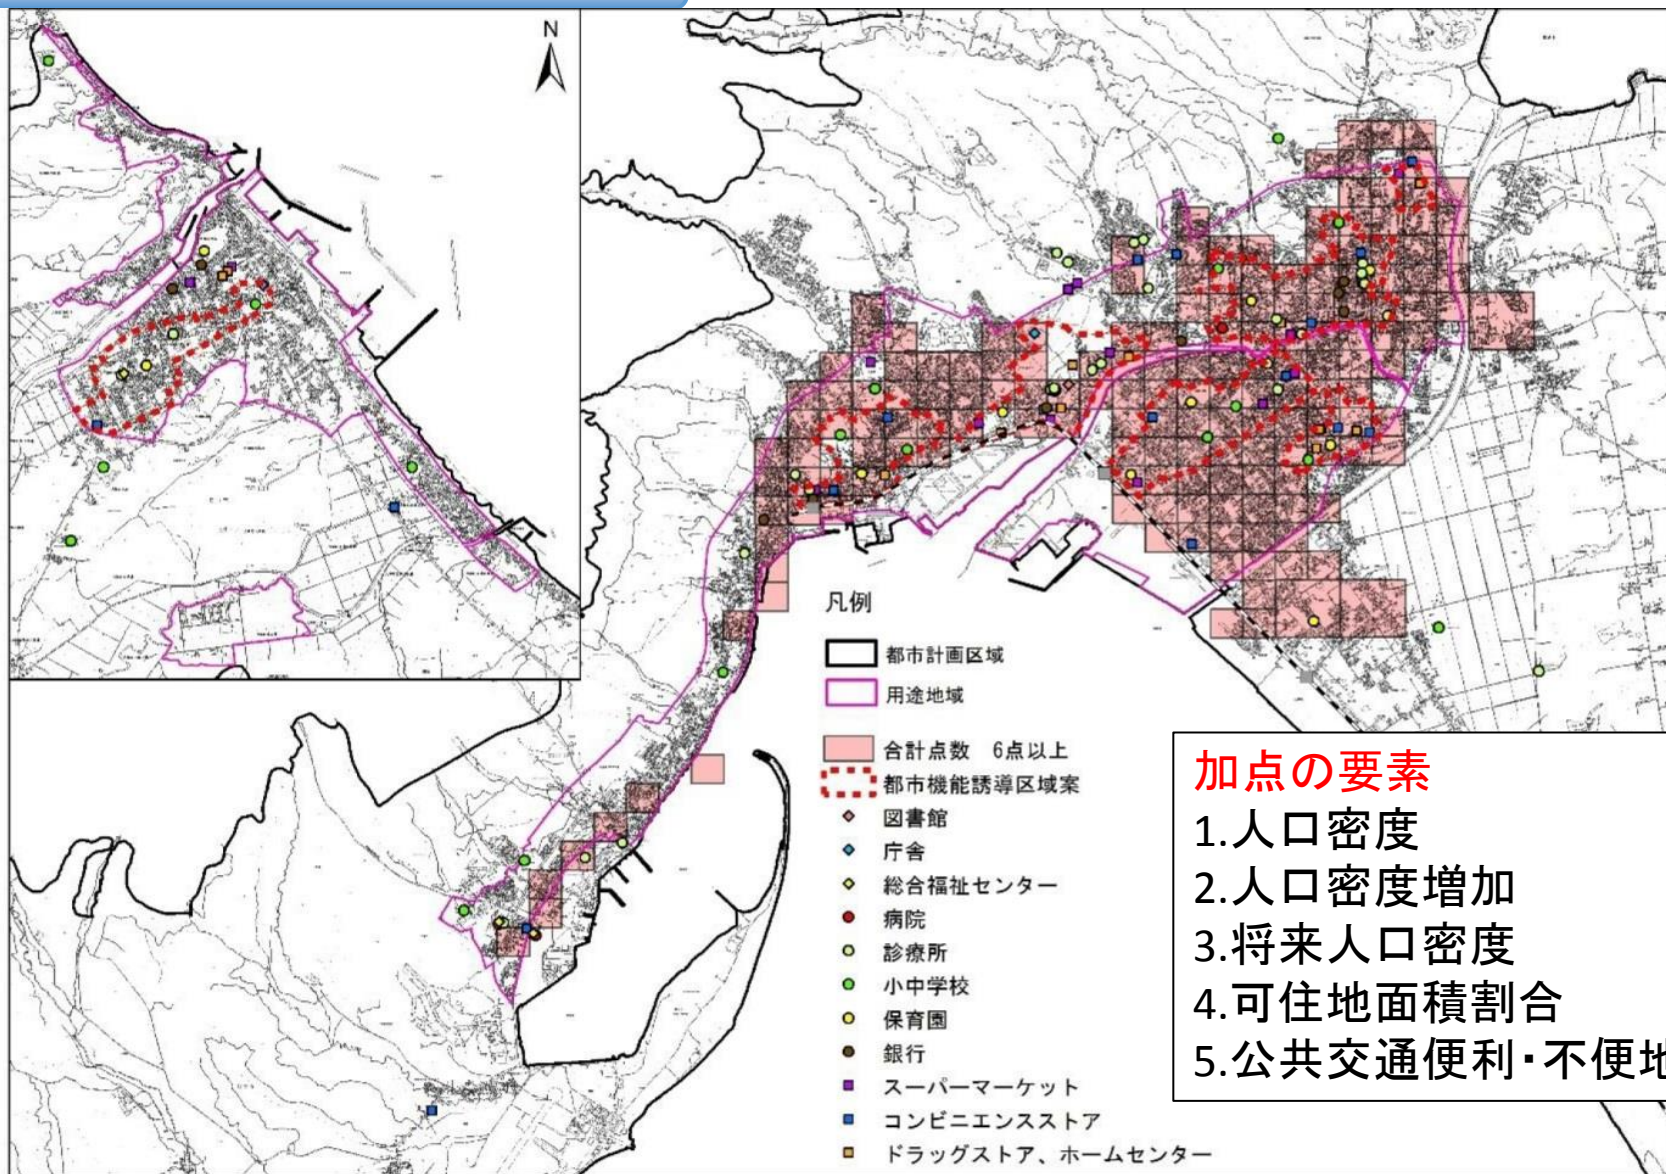 N
凡例
都市計画区域
用途地域
合計点数 6点以上
都市機能誘導区域案
図書館
庁舎
総合福祉センター
病院
診療所
小中学校
保育園
銀行
スーパーマーケット
コンビニエンスストア
ドラッグストア、ホームセンター
加点の要素
1.人口密度
2.人口密度増加
3.将来人口密度
4.可住地面積割合
5.公共交通便利・不便地